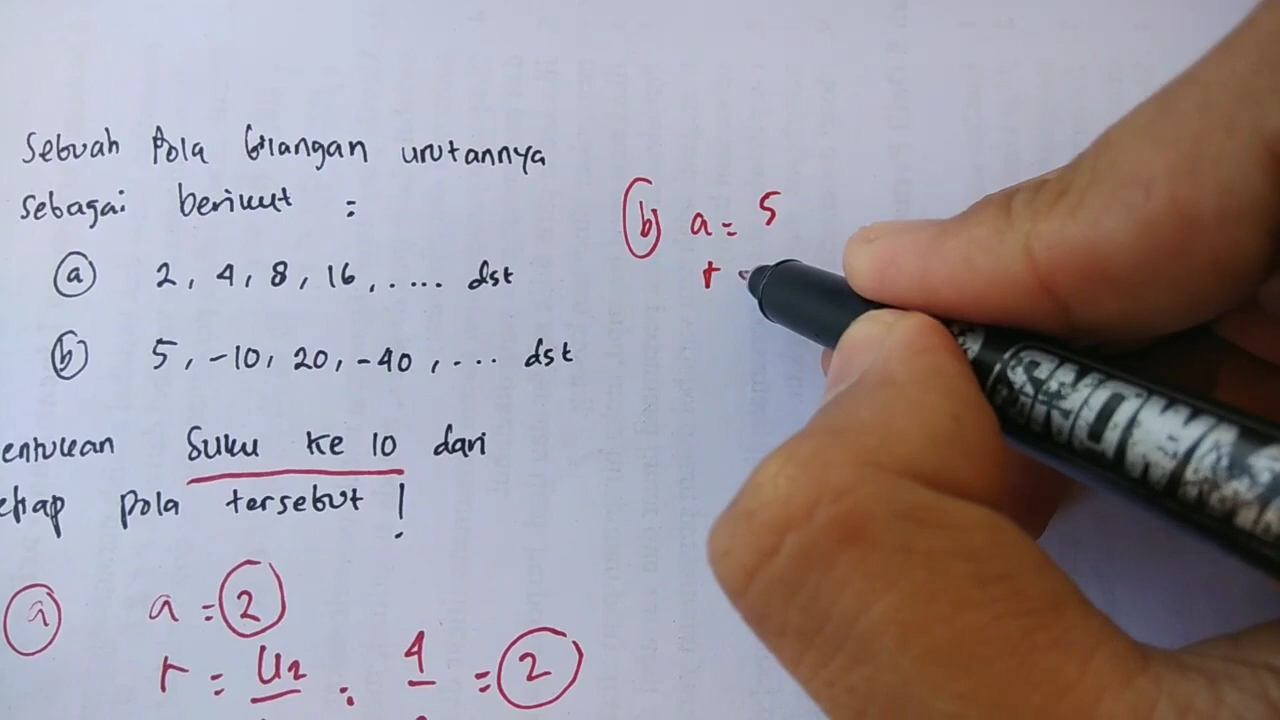 Sebuah Pola bilangan urutannya
sebagai berikut :
(a) 2, 4, 8, 16, .... dst
(b) 5, -10, 20, -40, ... dst
entukan Suku ke 10 dari
etiap pola tersebut !
(a) a = 2
r = U2 : 4 = 2
(b) a = 5
r
SNOWMAN